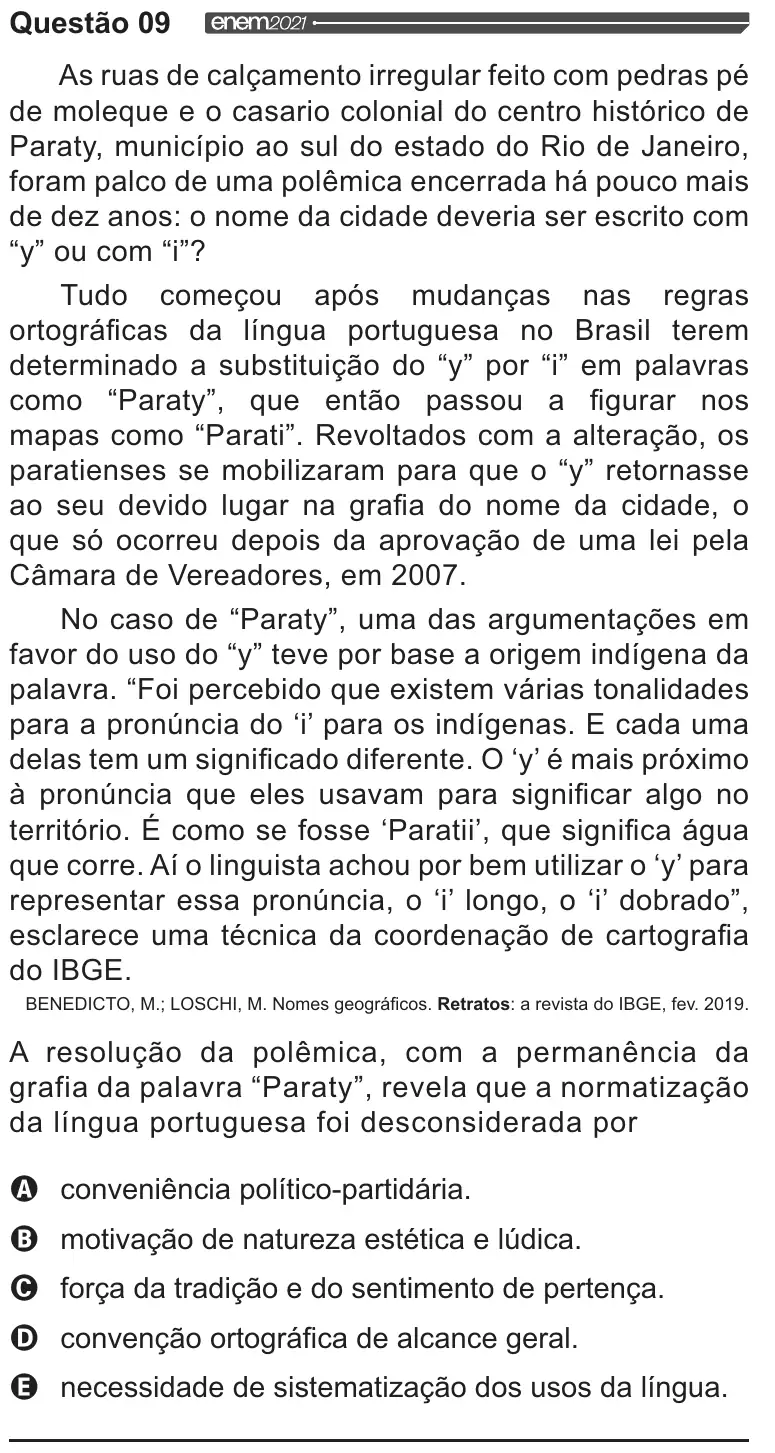 Questão 09 enem2021
As ruas de calçamento irregular feito com pedras pé
de moleque e o casario colonial do centro histórico de
Paraty, município ao sul do estado do Rio de Janeiro,
foram palco de uma polêmica encerrada há pouco mais
de dez anos: o nome da cidade deveria ser escrito com
“y” ou com “i”?
Tudo começou após mudanças nas regras
ortográficas da língua portuguesa no Brasil terem
determinado a substituição do “y” por “i” em palavras
como “Paraty”, que então passou a figurar nos
mapas como “Parati”. Revoltados com a alteração, os
paratienses se mobilizaram para que o “y” retornasse
ao seu devido lugar na grafia do nome da cidade, o
que só ocorreu depois da aprovação de uma lei pela
Câmara de Vereadores, em 2007.
No caso de “Paraty”, uma das argumentações em
favor do uso do “y” teve por base a origem indígena da
palavra. “Foi percebido que existem várias tonalidades
para a pronúncia do ‘i’ para os indígenas. E cada uma
delas tem um significado diferente. O ‘y’ é mais próximo
à pronúncia que eles usavam para significar algo no
território. É como se fosse ‘Paratii’, que significa água
que corre. Aí o linguista achou por bem utilizar o ‘y’ para
representar essa pronúncia, o ‘i’ longo, o ‘i’ dobrado”,
esclarece uma técnica da coordenação de cartografia
do IBGE.
BENEDICTO, M.; LOSCHI, M. Nomes geográficos. Retratos: a revista do IBGE, fev. 2019.
A resolução da polêmica, com a permanência da
grafia da palavra “Paraty”, revela que a normatização
da língua portuguesa foi desconsiderada por
A conveniência político-partidária.
B motivação de natureza estética e lúdica.
C força da tradição e do sentimento de pertença.
D convenção ortográfica de alcance geral.
E necessidade de sistematização dos usos da língua.